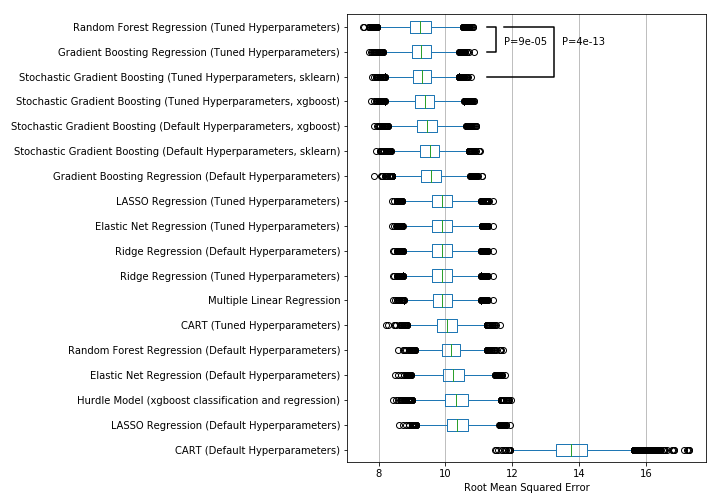 Random Forest Regression (Tuned Hyperparameters)
Gradient Boosting Regression (Tuned Hyperparameters)
P=9e-05 P=4e-13
Stochastic Gradient Boosting (Tuned Hyperparameters, sklearn)
Stochastic Gradient Boosting (Tuned Hyperparameters, xgboost)
Stochastic Gradient Boosting (Default Hyperparameters, xgboost)
Stochastic Gradient Boosting (Default Hyperparameters, sklearn)
Gradient Boosting Regression (Default Hyperparameters)
LASSO Regression (Tuned Hyperparameters)
Elastic Net Regression (Tuned Hyperparameters)
Ridge Regression (Default Hyperparameters)
Ridge Regression (Tuned Hyperparameters)
Multiple Linear Regression
CART (Tuned Hyperparameters)
Random Forest Regression (Default Hyperparameters)
Elastic Net Regression (Default Hyperparameters)
Hurdle Model (xgboost classification and regression)
LASSO Regression (Default Hyperparameters)
CART (Default Hyperparameters)
8 10 12 14 16
Root Mean Squared Error